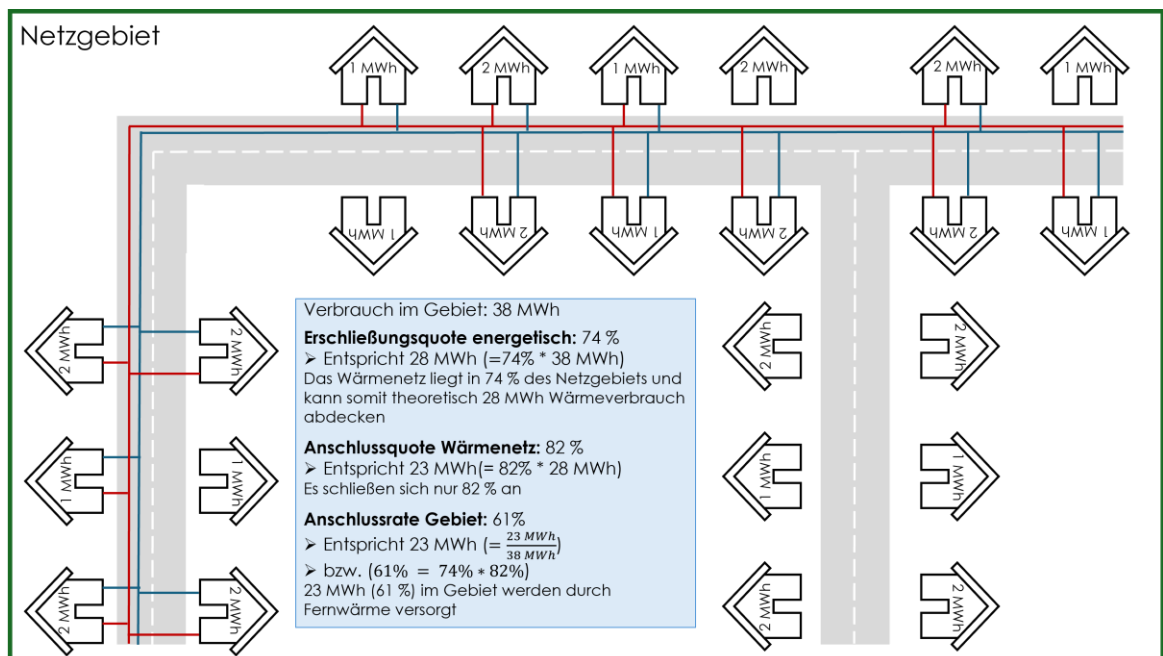 Netzgebiet
1 MWh
2 MWh
1 MWh
2 MWh
2 MWh
1 MWh
1 MWh
2 MWh
1 MWh
2 MWh
2 MWh
1 MWh
2 MWh
2 MWh
2 MWh
2 MWh
1 MWh
1 MWh
1 MWh
1 MWh
2 MWh
2 MWh
2 MWh
2 MWh
Verbrauch im Gebiet: 38 MWh
Erschließungsquote energetisch: 74 %
➢ Entspricht 28 MWh (=74% * 38 MWh)
Das Wärmenetz liegt in 74 % des Netzgebiets und
kann somit theoretisch 28 MWh Wärmeverbrauch
abdecken
Anschlussquote Wärmenetz: 82 %
➢ Entspricht 23 MWh(= 82% * 28 MWh)
Es schließen sich nur 82 % an
Anschlussrate Gebiet: 61%
➢ Entspricht 23 MWh (= 23 MWh / 38 MWh)
➢ bzw. (61% = 74% * 82%)
23 MWh (61 %) im Gebiet werden durch
Fernwärme versorgt